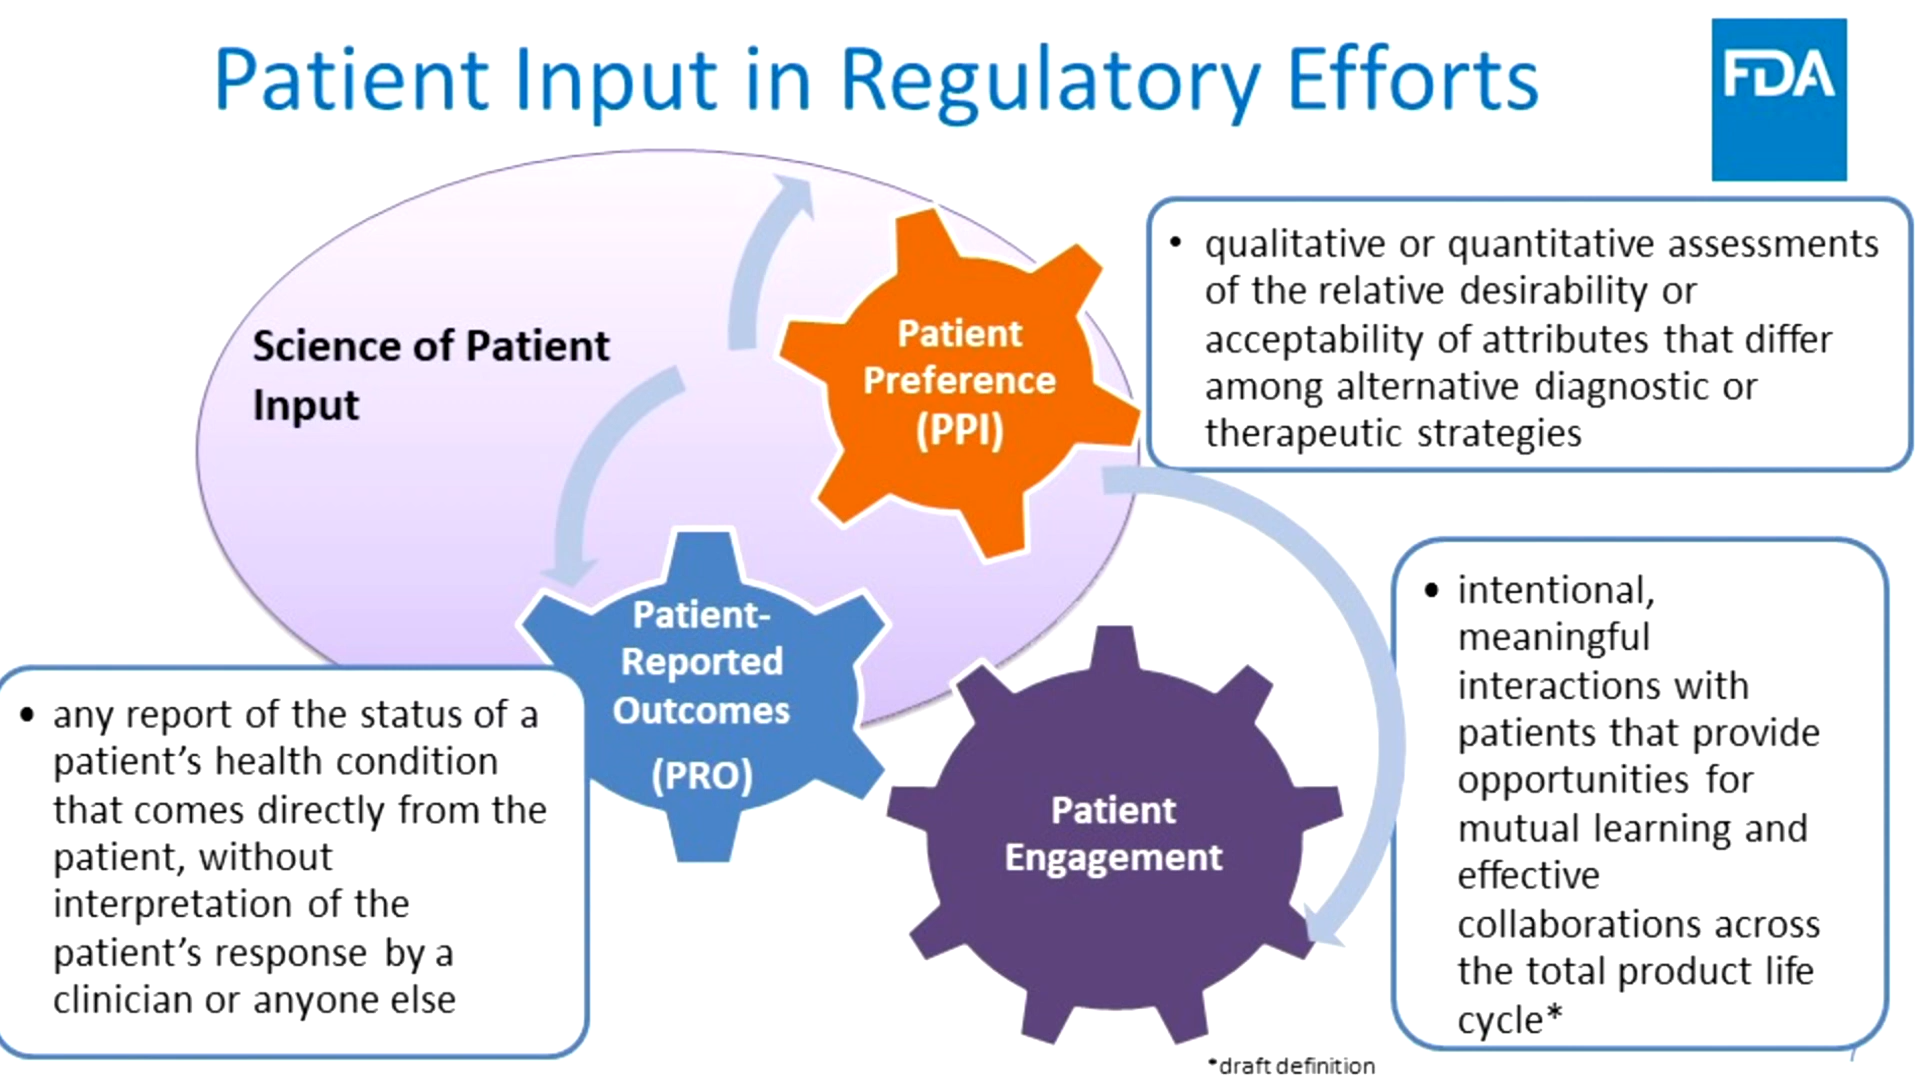 Patient Input in Regulatory Efforts
FDA
Science of Patient
Input
Patient
Preference
(PPI)
• qualitative or quantitative assessments
of the relative desirability or
acceptability of attributes that differ
among alternative diagnostic or
therapeutic strategies
Patient-
Reported
Outcomes
(PRO)
• any report of the status of a
patient’s health condition
that comes directly from the
patient, without
interpretation of the
patient’s response by a
clinician or anyone else
Patient
Engagement
• intentional,
meaningful
interactions with
patients that provide
opportunities for
mutual learning and
effective
collaborations across
the total product life
cycle*
*draft definition
7